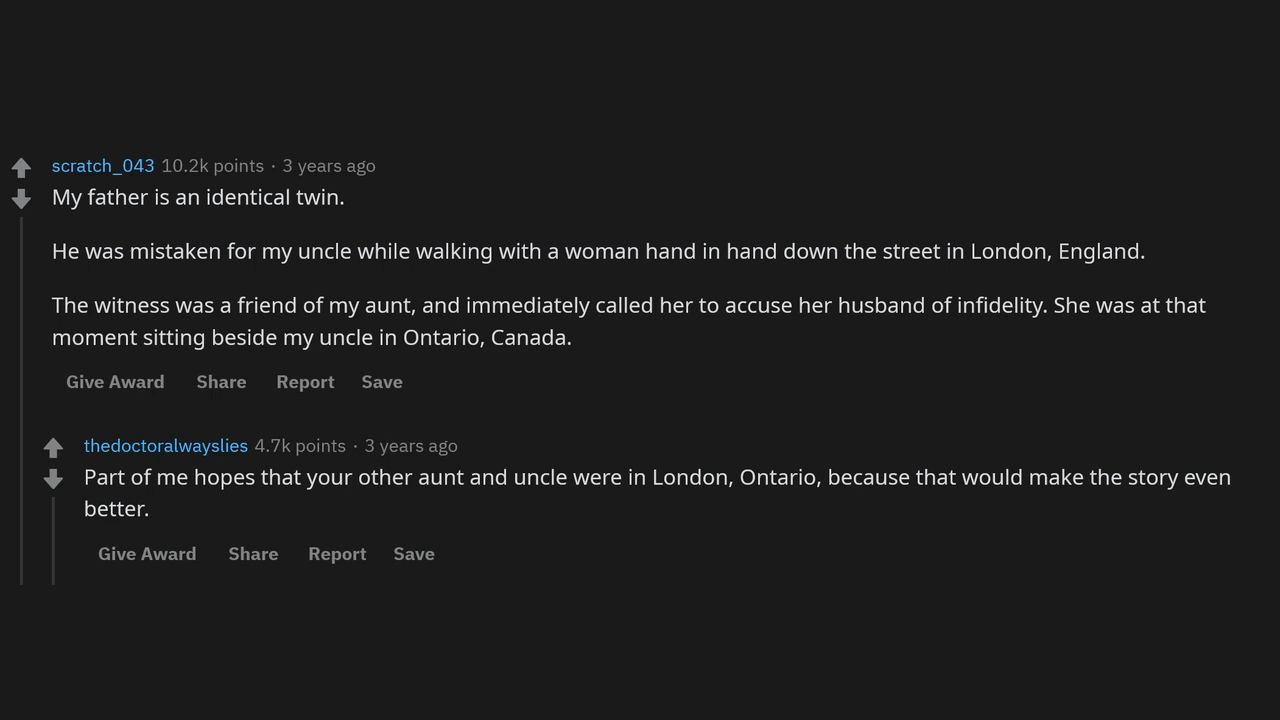 scratch_043 10.2k points · 3 years ago
My father is an identical twin.
He was mistaken for my uncle while walking with a woman hand in hand down the street in London, England.
The witness was a friend of my aunt, and immediately called her to accuse her husband of infidelity. She was at that
moment sitting beside my uncle in Ontario, Canada.
Give Award Share Report Save
thedoctoralwayslies 4.7k points · 3 years ago
Part of me hopes that your other aunt and uncle were in London, Ontario, because that would make the story even
better.
Give Award Share Report Save